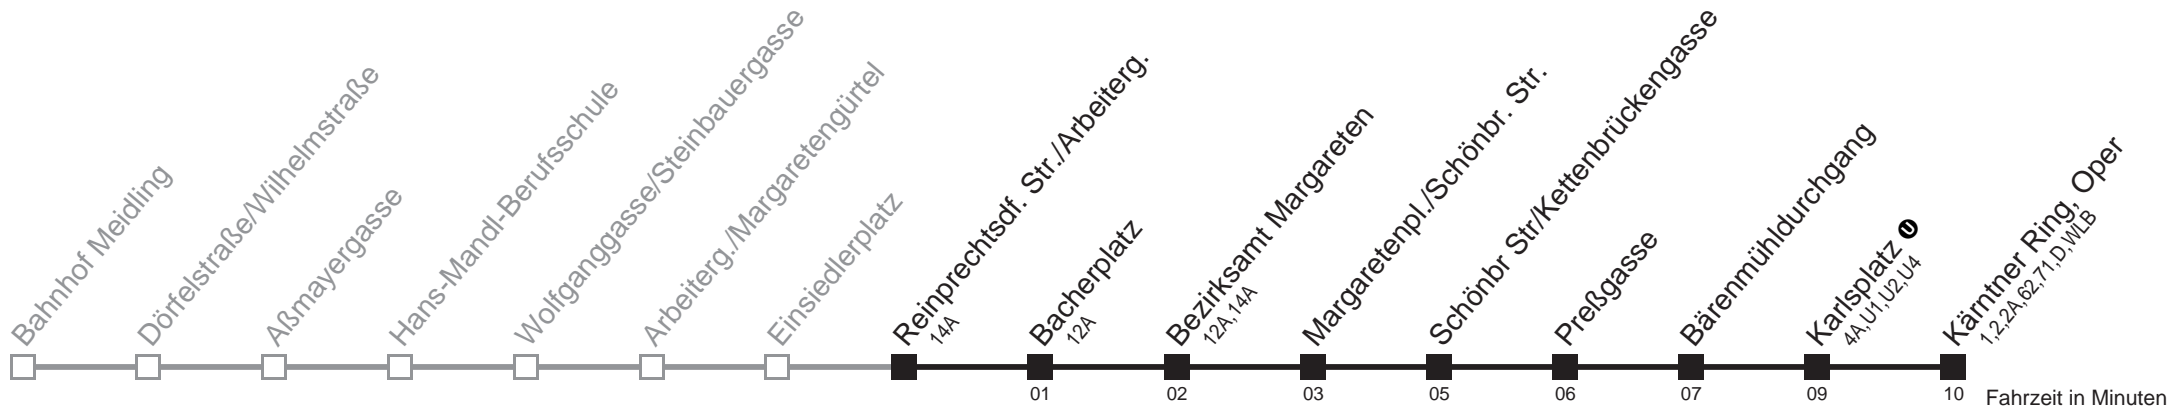 Bahnhof Meidling
Dörfelstraße/Wilhelmstraße
Aßmayergasse
Hans-Mandl-Berufsschule
Wolfganggasse/Steinbauergasse
Arbeiterg./Margaretengürtel
Einsiedlerplatz
Reinprechtsdf. Str./Arbeiterg.
14A
Bacherplatz
12A
Bezirksamt Margareten
12A,14A
Margaretenpl./Schönbr. Str.
Schönbr Str/Kettenbrückengasse
Preßgasse
Bärenmühldurchgang
Karlsplatz U
4A,U1,U2,U4
Kärntner Ring, Oper
1,2,2A,62,71,D,WLB
01 02 03 05 06 07 09 10 Fahrzeit in Minuten